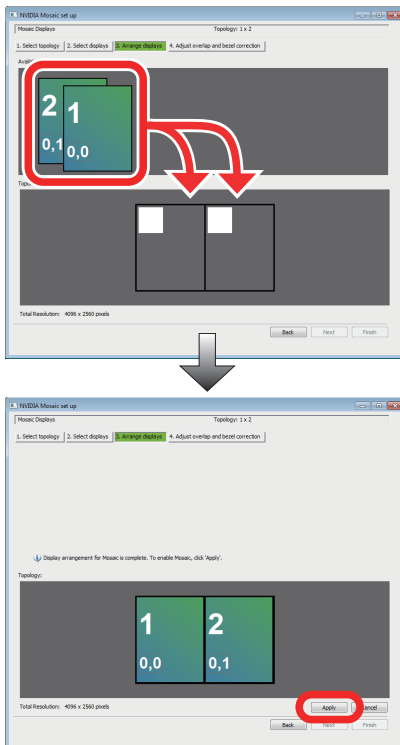 NVIDIA Mosaic set up
Mosaic Displays Topology: 1 x 2
1. Select topology 2. Select displays 3. Arrange displays 4. Adjust overlap and bezel correction
2 1
0,1 0,0
Total Resolution: 4096 x 2560 pixels
Back Next Finish
NVIDIA Mosaic set up
Mosaic Displays Topology: 1 x 2
1. Select topology 2. Select displays 3. Arrange displays 4. Adjust overlap and bezel correction
Display arrangement for Mosaic is complete. To enable Mosaic, click 'Apply'.
Topology:
1 2
0,0 0,1
Total Resolution: 4096 x 2560 pixels
Apply Cancel
Back Next Finish